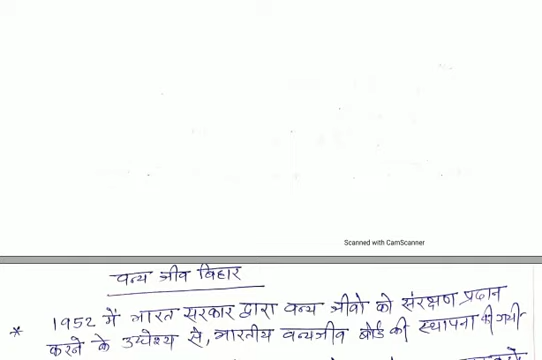 Scanned with CamScanner
वन्य जीव विहार
* 1952 में भारत सरकार द्वारा वन्य जीवो को संरक्षण प्रदान
करने के उद्देश्य से, भारतीय वन्यजीव बोर्ड की स्थापना की गयी